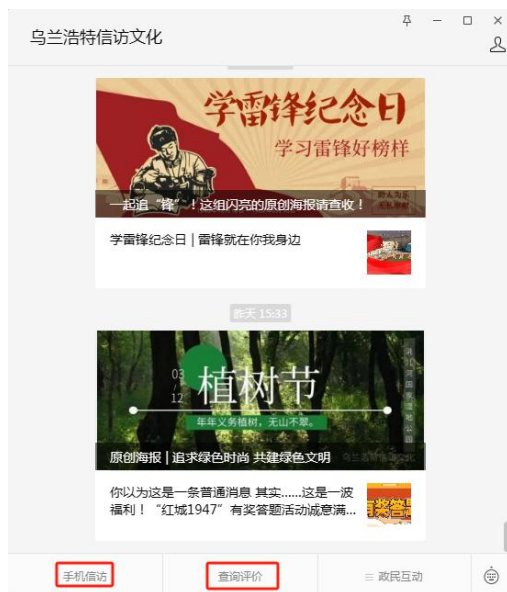 乌兰浩特信访文化
学雷锋纪念日
学习雷锋好榜样
一起追“锋”！这组闪亮的原创海报请查收！
学雷锋纪念日 | 雷锋就在你我身边
昨天 15:33
03
/
12
植树节
年年义务植树，无山不翠。
原创海报 | 追求绿色时尚 共建绿色文明
你以为这是一条普通消息 其实......这是一波
福利！“红城1947”有奖答题活动诚意满...
有奖答题
手机信访
查询评价
政民互动